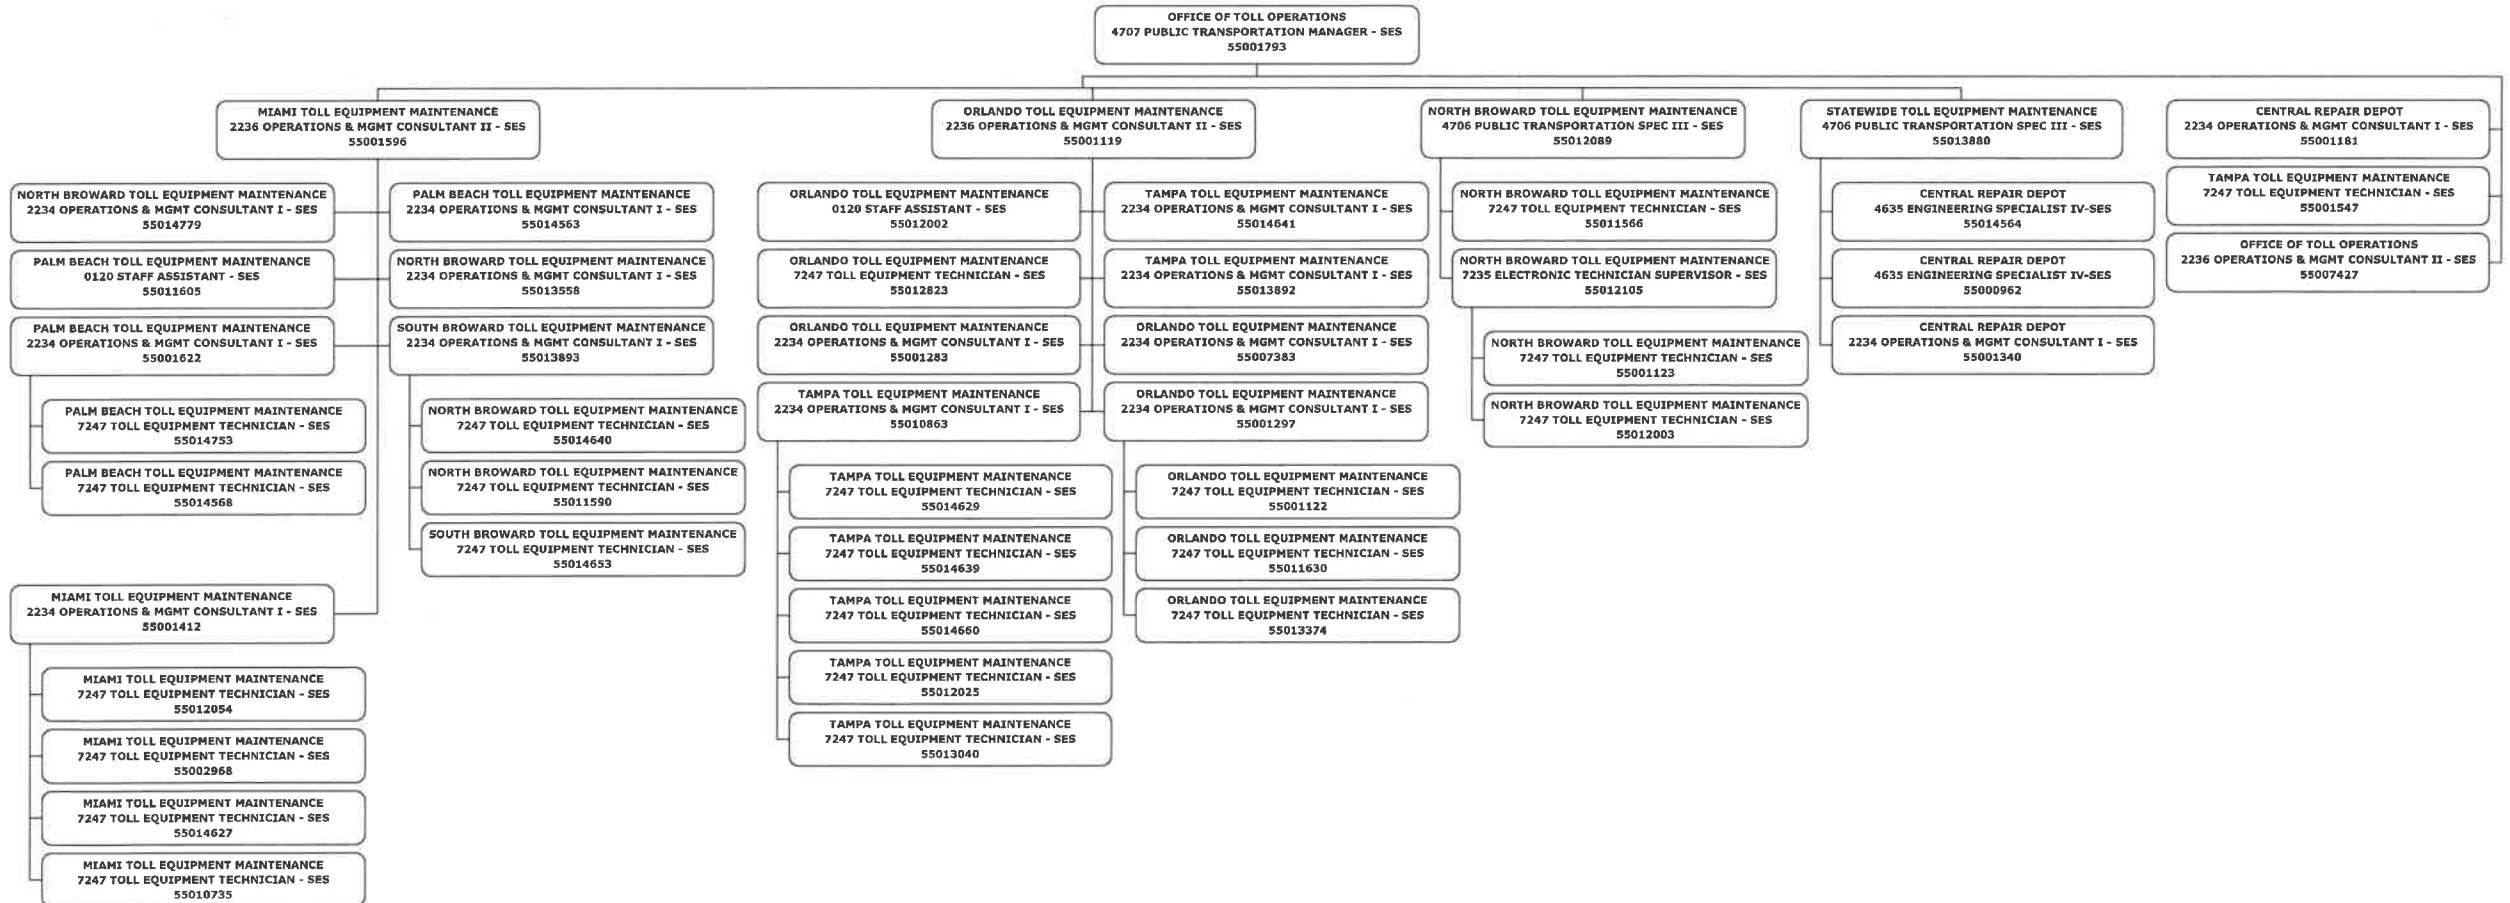 OFFICE OF TOLL OPERATIONS
4707 PUBLIC TRANSPORTATION MANAGER - SES
55001793
MIAMI TOLL EQUIPMENT MAINTENANCE
2236 OPERATIONS & MGMT CONSULTANT II - SES
55001596
NORTH BROWARD TOLL EQUIPMENT MAINTENANCE
2234 OPERATIONS & MGMT CONSULTANT I - SES
55014779
PALM BEACH TOLL EQUIPMENT MAINTENANCE
2234 OPERATIONS & MGMT CONSULTANT I - SES
55014563
PALM BEACH TOLL EQUIPMENT MAINTENANCE
0120 STAFF ASSISTANT - SES
55011605
NORTH BROWARD TOLL EQUIPMENT MAINTENANCE
2234 OPERATIONS & MGMT CONSULTANT I - SES
55013558
PALM BEACH TOLL EQUIPMENT MAINTENANCE
2234 OPERATIONS & MGMT CONSULTANT I - SES
55001622
PALM BEACH TOLL EQUIPMENT MAINTENANCE
7247 TOLL EQUIPMENT TECHNICIAN - SES
55014753
PALM BEACH TOLL EQUIPMENT MAINTENANCE
7247 TOLL EQUIPMENT TECHNICIAN - SES
55014568
SOUTH BROWARD TOLL EQUIPMENT MAINTENANCE
2234 OPERATIONS & MGMT CONSULTANT I - SES
55013893
NORTH BROWARD TOLL EQUIPMENT MAINTENANCE
7247 TOLL EQUIPMENT TECHNICIAN - SES
55014640
NORTH BROWARD TOLL EQUIPMENT MAINTENANCE
7247 TOLL EQUIPMENT TECHNICIAN - SES
55011590
SOUTH BROWARD TOLL EQUIPMENT MAINTENANCE
7247 TOLL EQUIPMENT TECHNICIAN - SES
55014653
MIAMI TOLL EQUIPMENT MAINTENANCE
2234 OPERATIONS & MGMT CONSULTANT I - SES
55001412
MIAMI TOLL EQUIPMENT MAINTENANCE
7247 TOLL EQUIPMENT TECHNICIAN - SES
55012054
MIAMI TOLL EQUIPMENT MAINTENANCE
7247 TOLL EQUIPMENT TECHNICIAN - SES
55002968
MIAMI TOLL EQUIPMENT MAINTENANCE
7247 TOLL EQUIPMENT TECHNICIAN - SES
55014627
MIAMI TOLL EQUIPMENT MAINTENANCE
7247 TOLL EQUIPMENT TECHNICIAN - SES
55010735
ORLANDO TOLL EQUIPMENT MAINTENANCE
2236 OPERATIONS & MGMT CONSULTANT II - SES
55001119
ORLANDO TOLL EQUIPMENT MAINTENANCE
0120 STAFF ASSISTANT - SES
55012002
TAMPA TOLL EQUIPMENT MAINTENANCE
2234 OPERATIONS & MGMT CONSULTANT I - SES
55014641
ORLANDO TOLL EQUIPMENT MAINTENANCE
7247 TOLL EQUIPMENT TECHNICIAN - SES
55012823
TAMPA TOLL EQUIPMENT MAINTENANCE
2234 OPERATIONS & MGMT CONSULTANT I - SES
55013892
ORLANDO TOLL EQUIPMENT MAINTENANCE
2234 OPERATIONS & MGMT CONSULTANT I - SES
55001283
ORLANDO TOLL EQUIPMENT MAINTENANCE
2234 OPERATIONS & MGMT CONSULTANT I - SES
55007383
TAMPA TOLL EQUIPMENT MAINTENANCE
2234 OPERATIONS & MGMT CONSULTANT I - SES
55010863
TAMPA TOLL EQUIPMENT MAINTENANCE
7247 TOLL EQUIPMENT TECHNICIAN - SES
55014629
TAMPA TOLL EQUIPMENT MAINTENANCE
7247 TOLL EQUIPMENT TECHNICIAN - SES
55014639
TAMPA TOLL EQUIPMENT MAINTENANCE
7247 TOLL EQUIPMENT TECHNICIAN - SES
55014660
TAMPA TOLL EQUIPMENT MAINTENANCE
7247 TOLL EQUIPMENT TECHNICIAN - SES
55012025
TAMPA TOLL EQUIPMENT MAINTENANCE
7247 TOLL EQUIPMENT TECHNICIAN - SES
55013040
ORLANDO TOLL EQUIPMENT MAINTENANCE
2234 OPERATIONS & MGMT CONSULTANT I - SES
55001297
ORLANDO TOLL EQUIPMENT MAINTENANCE
7247 TOLL EQUIPMENT TECHNICIAN - SES
55001122
ORLANDO TOLL EQUIPMENT MAINTENANCE
7247 TOLL EQUIPMENT TECHNICIAN - SES
55011630
ORLANDO TOLL EQUIPMENT MAINTENANCE
7247 TOLL EQUIPMENT TECHNICIAN - SES
55013374
NORTH BROWARD TOLL EQUIPMENT MAINTENANCE
4706 PUBLIC TRANSPORTATION SPEC III - SES
55012089
NORTH BROWARD TOLL EQUIPMENT MAINTENANCE
7247 TOLL EQUIPMENT TECHNICIAN - SES
55011566
NORTH BROWARD TOLL EQUIPMENT MAINTENANCE
7235 ELECTRONIC TECHNICIAN SUPERVISOR - SES
55012105
NORTH BROWARD TOLL EQUIPMENT MAINTENANCE
7247 TOLL EQUIPMENT TECHNICIAN - SES
55001123
NORTH BROWARD TOLL EQUIPMENT MAINTENANCE
7247 TOLL EQUIPMENT TECHNICIAN - SES
55012003
STATEWIDE TOLL EQUIPMENT MAINTENANCE
4706 PUBLIC TRANSPORTATION SPEC III - SES
55013880
CENTRAL REPAIR DEPOT
4635 ENGINEERING SPECIALIST IV-SES
55014564
CENTRAL REPAIR DEPOT
4635 ENGINEERING SPECIALIST IV-SES
55000962
CENTRAL REPAIR DEPOT
2234 OPERATIONS & MGMT CONSULTANT I - SES
55001340
CENTRAL REPAIR DEPOT
2234 OPERATIONS & MGMT CONSULTANT I - SES
55001181
TAMPA TOLL EQUIPMENT MAINTENANCE
7247 TOLL EQUIPMENT TECHNICIAN - SES
55001547
OFFICE OF TOLL OPERATIONS
2236 OPERATIONS & MGMT CONSULTANT II - SES
55007427